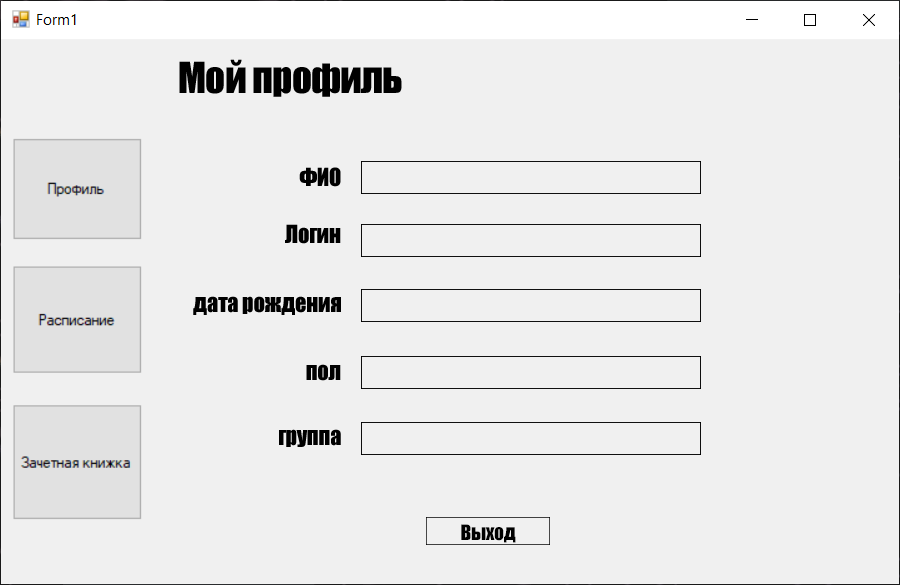 Form1
Мой профиль
Профиль
ФИО
Логин
дата рождения
Расписание
пол
группа
Зачетная книжка
Выход